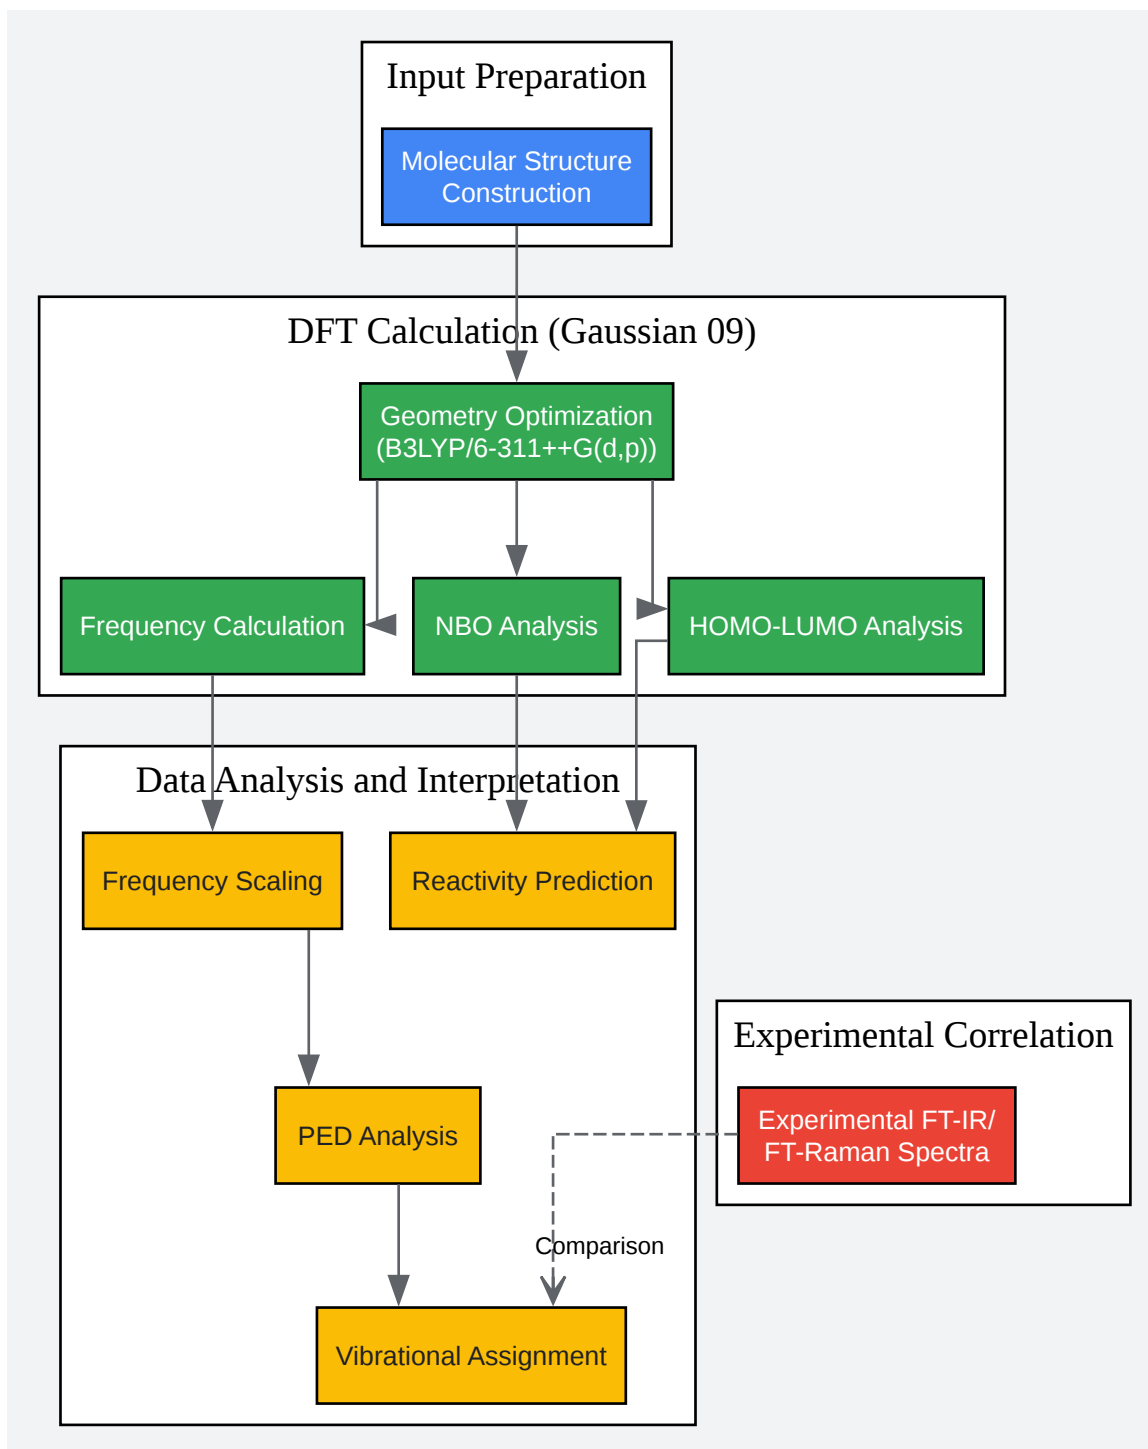 Input Preparation
Molecular Structure
Construction
DFT Calculation (Gaussian 09)
Geometry Optimization
(B3LYP/6-311++G(d,p))
Frequency Calculation
NBO Analysis
HOMO-LUMO Analysis
Data Analysis and Interpretation
Frequency Scaling
Reactivity Prediction
Experimental Correlation
Experimental FT-IR/
FT-Raman Spectra
PED Analysis
Comparison
Vibrational Assignment